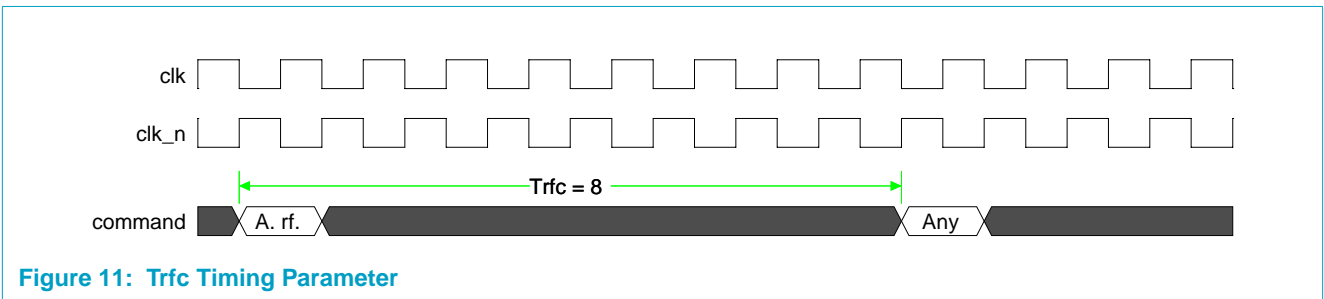 clk
clk_n
Trfc = 8
command A. rf. Any
Figure 11: Trfc Timing Parameter